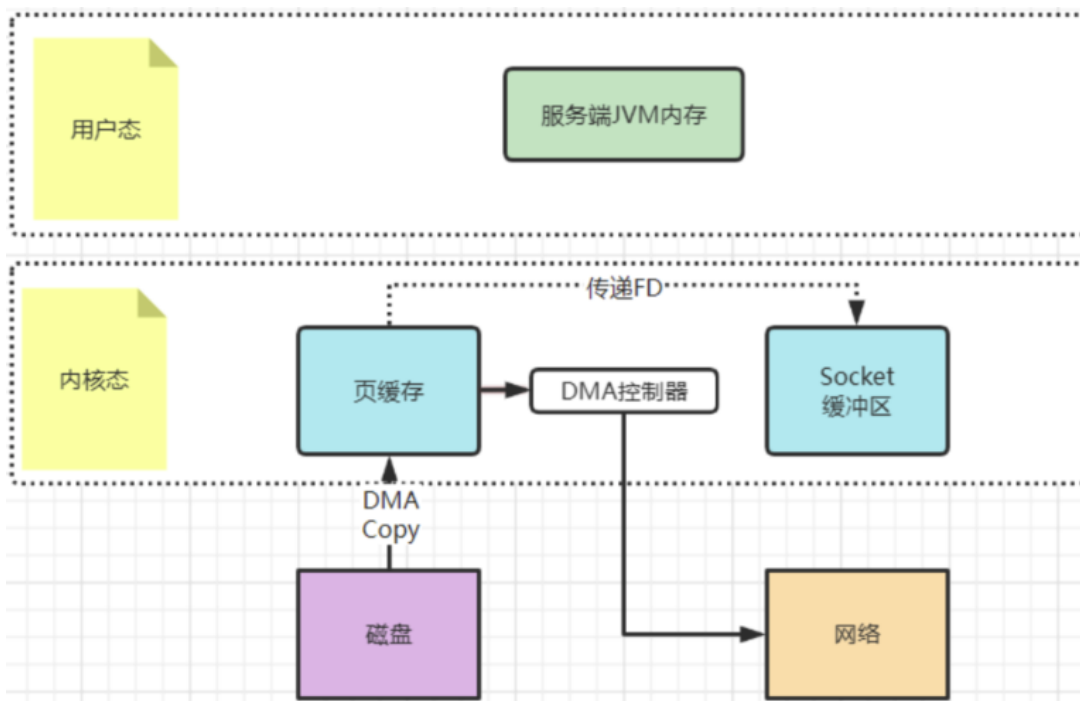 用户态
服务端JVM内存
传递FD
内核态
页缓存
DMA控制器
Socket
缓冲区
DMA
Copy
磁盘
网络